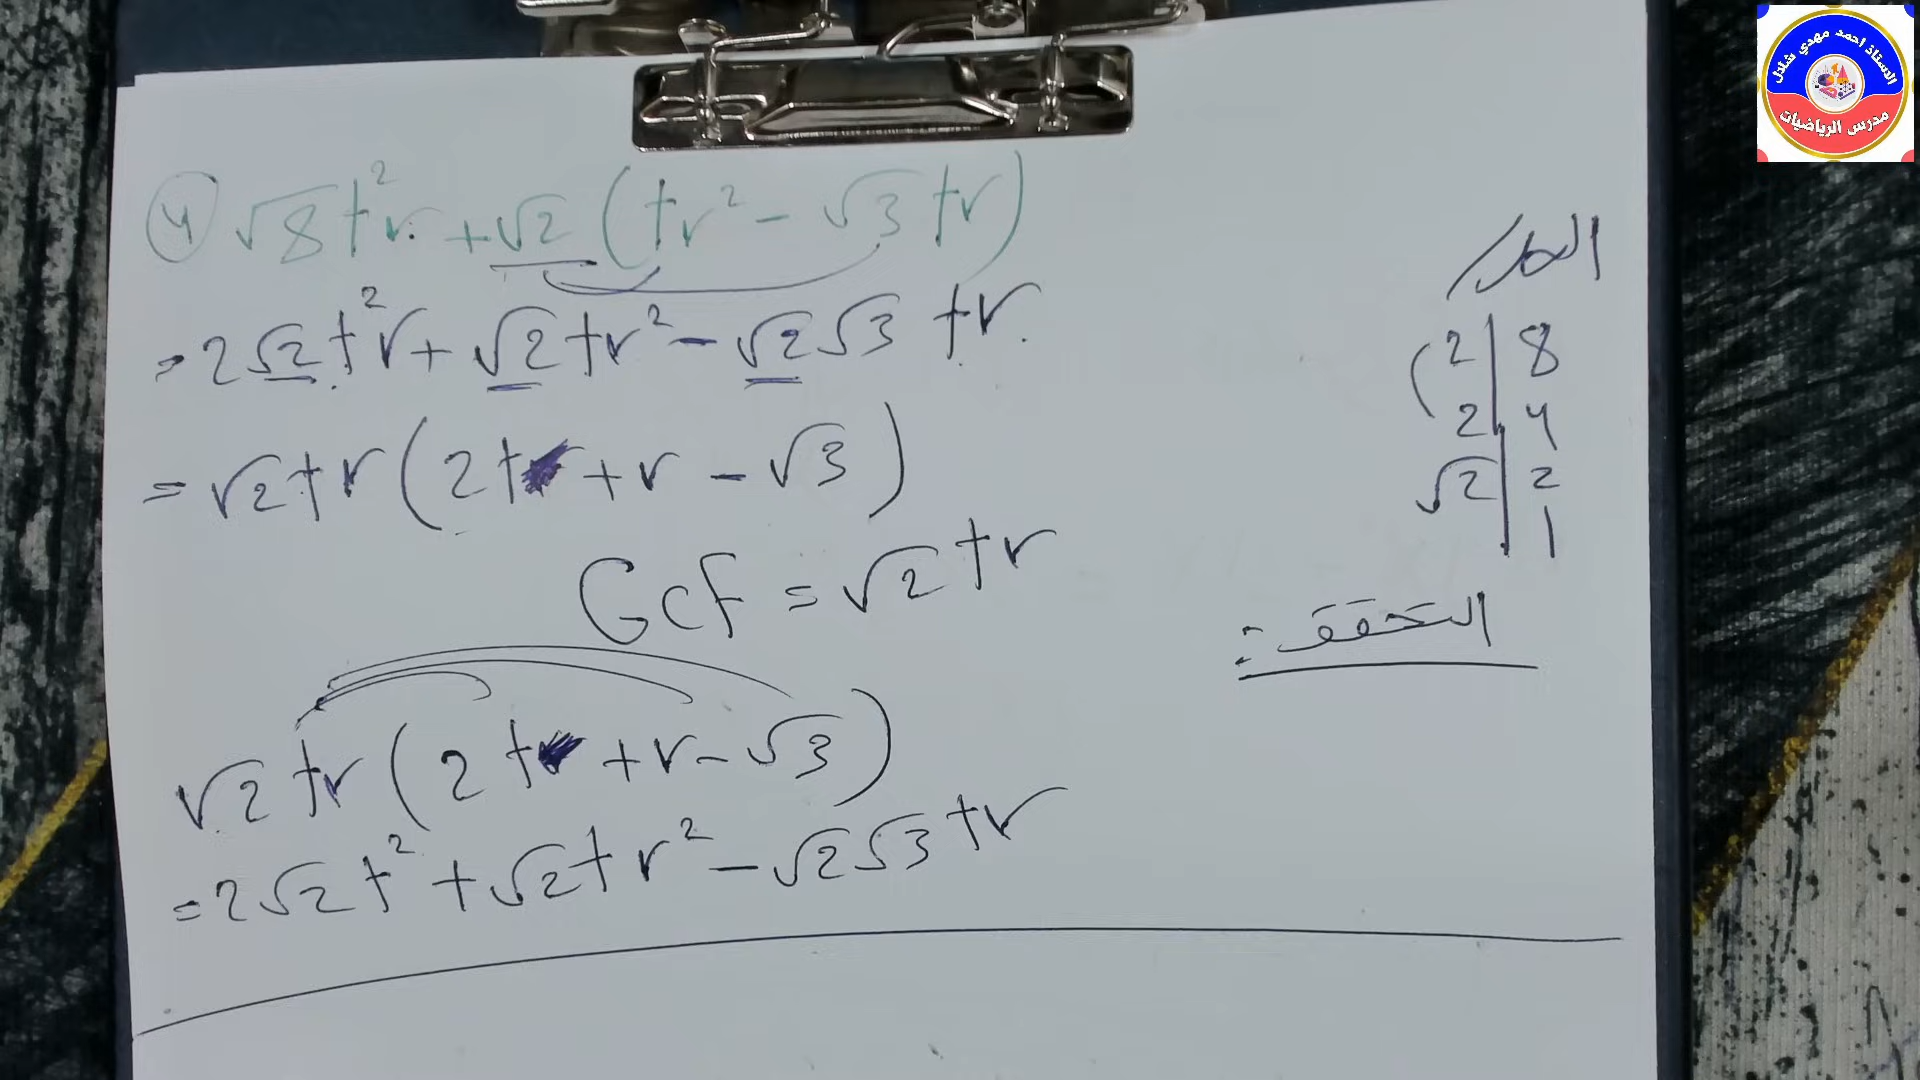 الاستاذ احمد مهدي شلال
مدرس الرياضيات
4) √8 t²r + √2 (tr² - √3 tr)
الحل
= 2√2 t²r + √2 tr² - √2 √3 tr
= √2 tr (2t + r - √3)
2 | 8
2 | 4
√2 | 2
1
Gcf = √2 tr
التحقق :
√2 tr (2t + r - √3)
= 2√2 t² + √2 tr² - √2 √3 tr